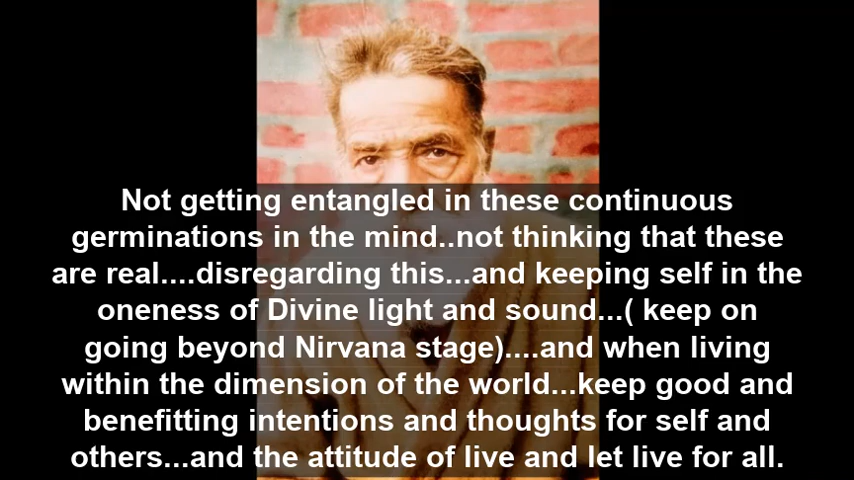 Not getting entangled in these continuous
germinations in the mind..not thinking that these
are real....disregarding this...and keeping self in the
oneness of Divine light and sound...( keep on
going beyond Nirvana stage)....and when living
within the dimension of the world...keep good and
benefitting intentions and thoughts for self and
others...and the attitude of live and let live for all.